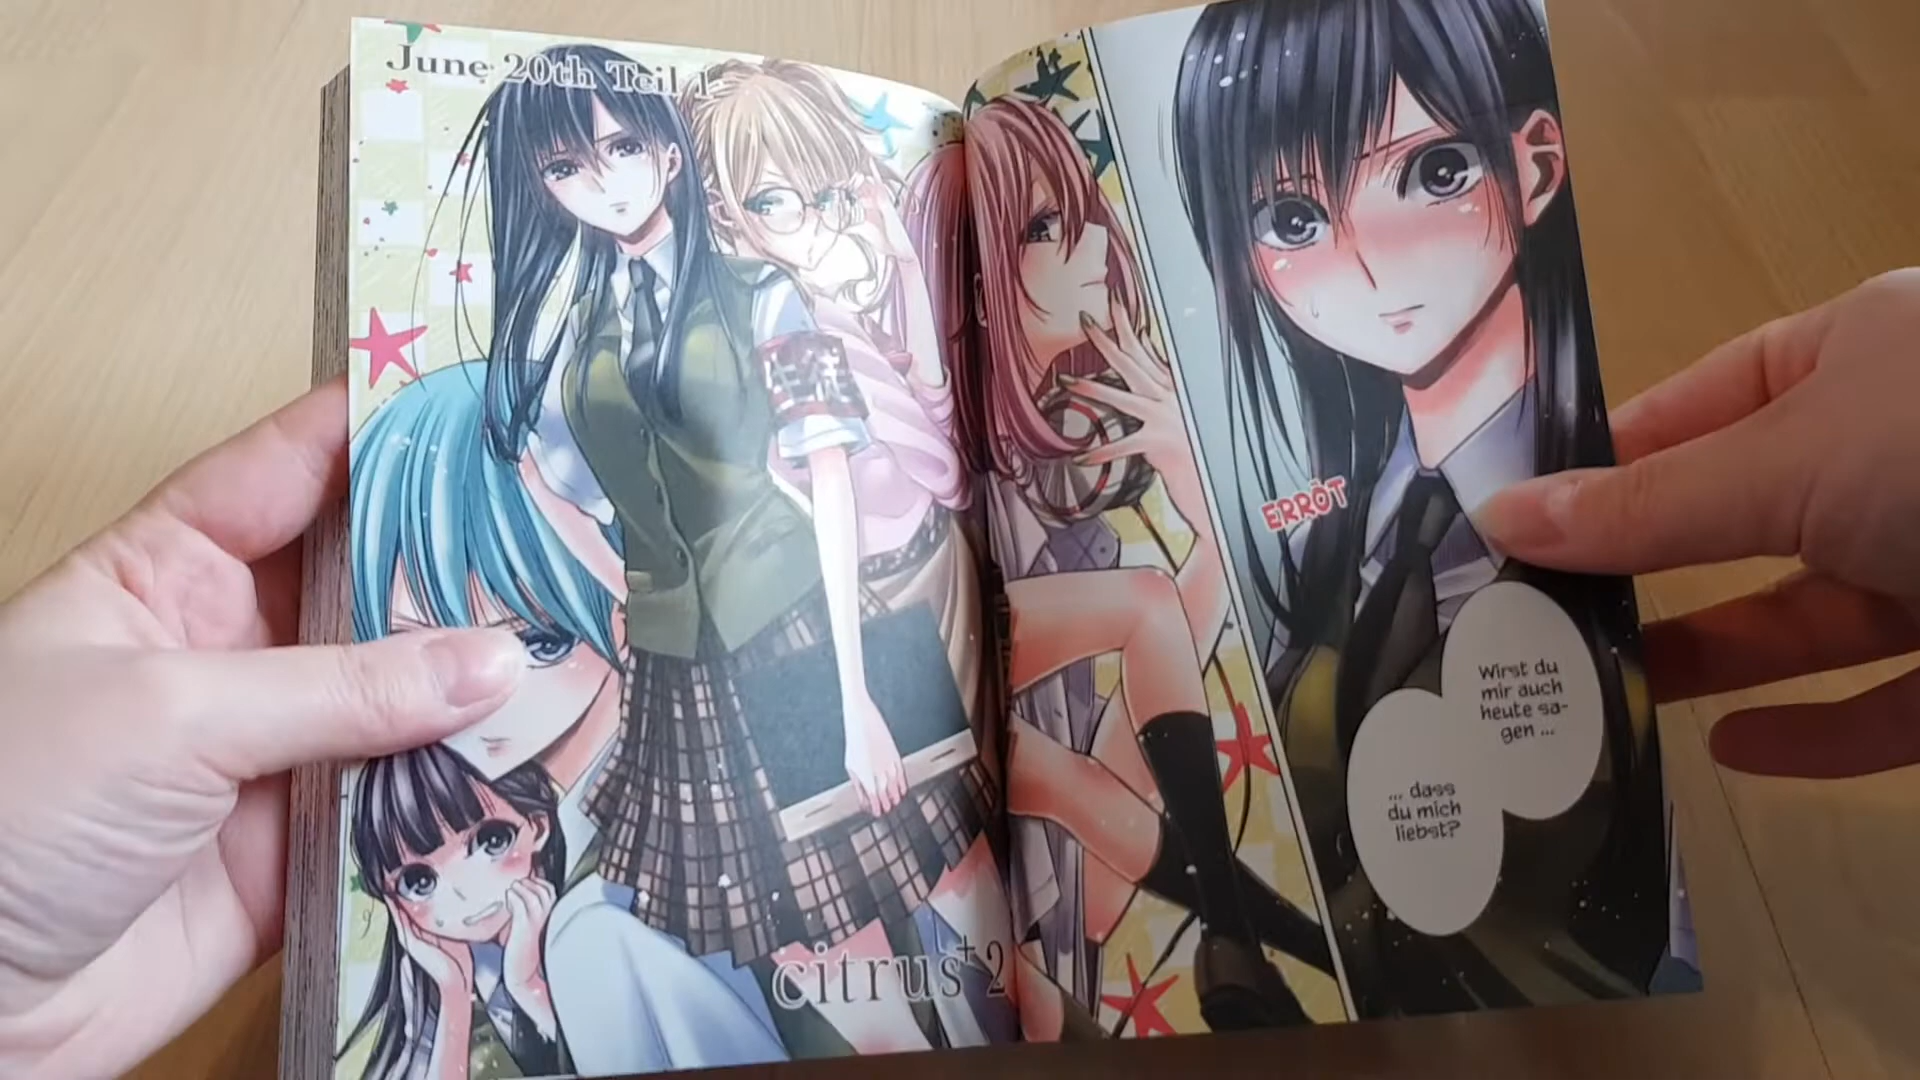 June 20th Teil 1
citrus+ 2
ERRÖT
Wirst du
mir auch
heute sa-
gen ...
... dass
du mich
liebst?